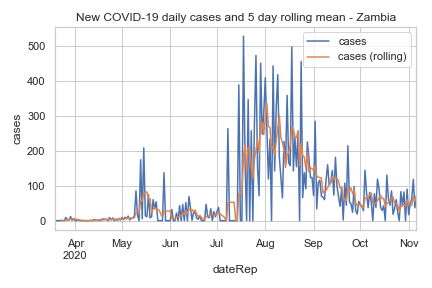 New COVID-19 daily cases and 5 day rolling mean - Zambia
cases
cases (rolling)
500
400
300
200
100
0
cases
Apr May Jun Jul Aug Sep Oct Nov
2020
dateRep